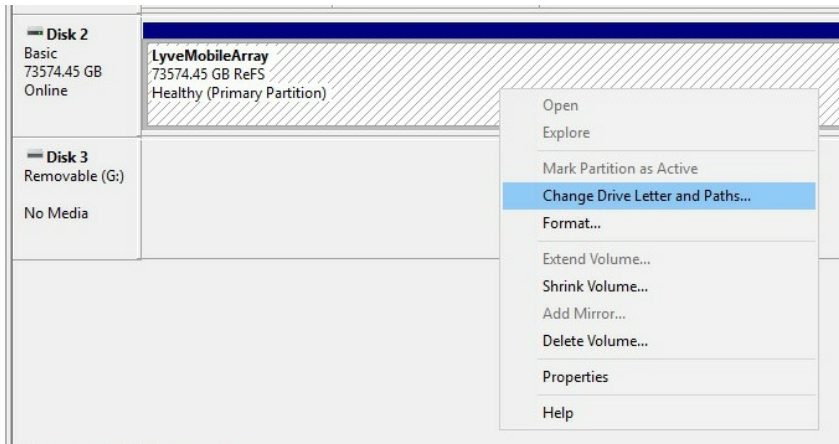 Disk 2
Basic
73574.45 GB
Online
LyveMobileArray
73574.45 GB ReFS
Healthy (Primary Partition)
Disk 3
Removable (G:)
No Media
Open
Explore
Mark Partition as Active
Change Drive Letter and Paths...
Format...
Extend Volume...
Shrink Volume...
Add Mirror...
Delete Volume...
Properties
Help